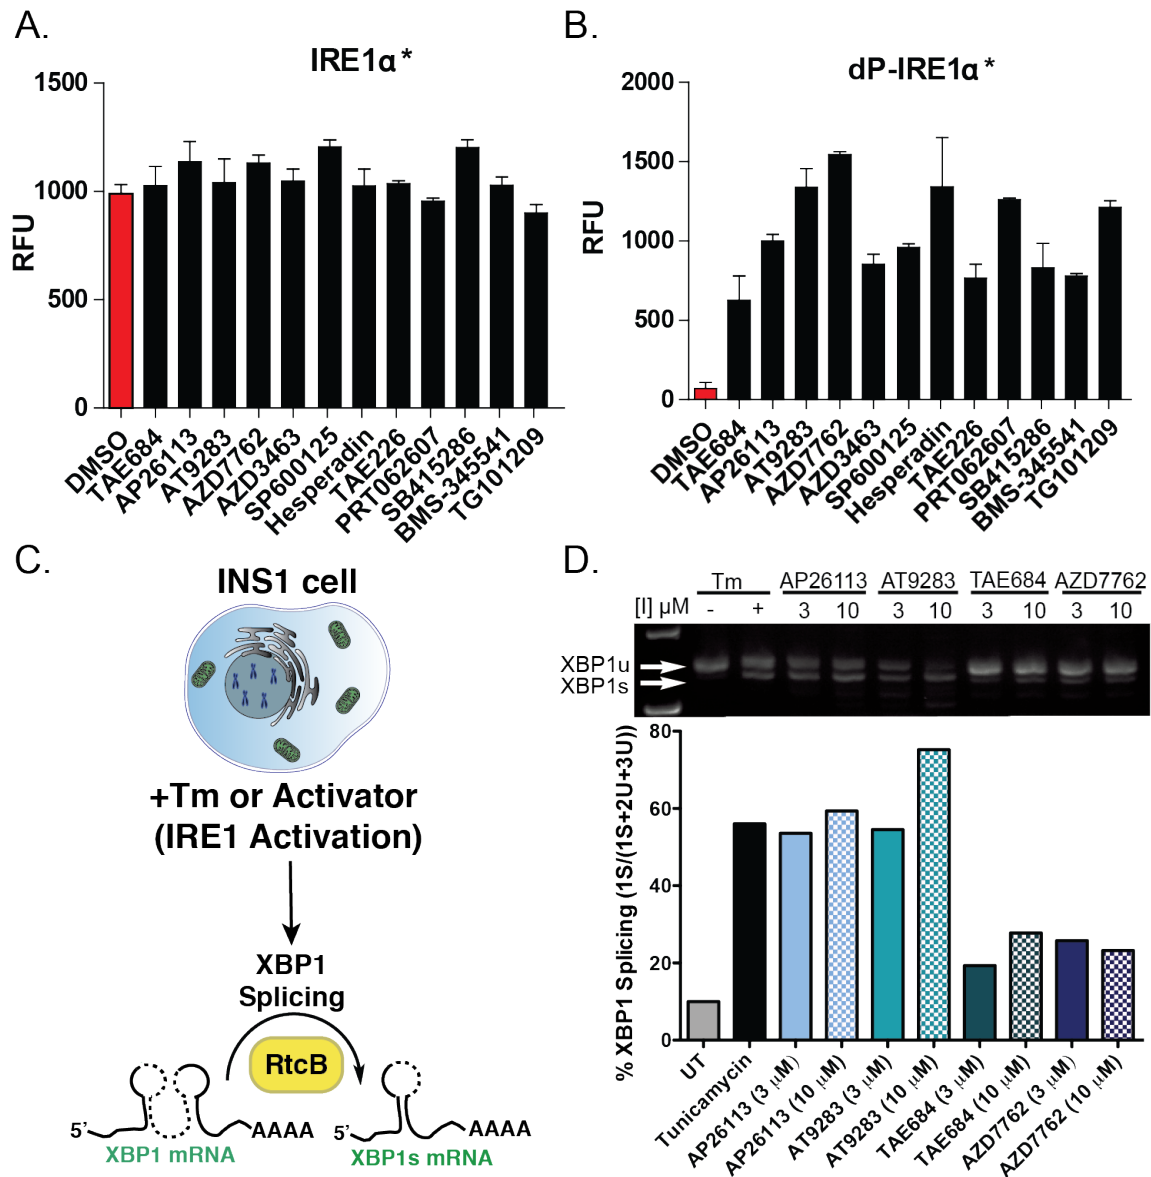 A.
IRE1α*
1500
1000
500
0
RFU
DMSO
TAE684
AP26113
AT9283
AZD7762
AZD3463
SP600125
Hesperadin
TAE226
PRT062607
SB415286
BMS-345541
TG101209
B.
dP-IRE1α*
2000
1500
1000
500
0
RFU
DMSO
TAE684
AP26113
AT9283
AZD7762
AZD3463
SP600125
Hesperadin
TAE226
PRT062607
SB415286
BMS-345541
TG101209
C.
INS1 cell
+Tm or Activator
(IRE1 Activation)
XBP1
Splicing
RtcB
5' AAAA
XBP1 mRNA
5' AAAA
XBP1s mRNA
D.
Tm AP26113 AT9283 TAE684 AZD7762
[I] µM - + 3 10 3 10 3 10 3 10
XBP1u
XBP1s
80
60
40
20
0
% XBP1 Splicing (1S/(1S+2U+3U))
UT
Tunicamycin
AP26113 (3 µM)
AP26113 (10 µM)
AT9283 (3 µM)
AT9283 (10 µM)
TAE684 (3 µM)
TAE684 (10 µM)
AZD7762 (3 µM)
AZD7762 (10 µM)